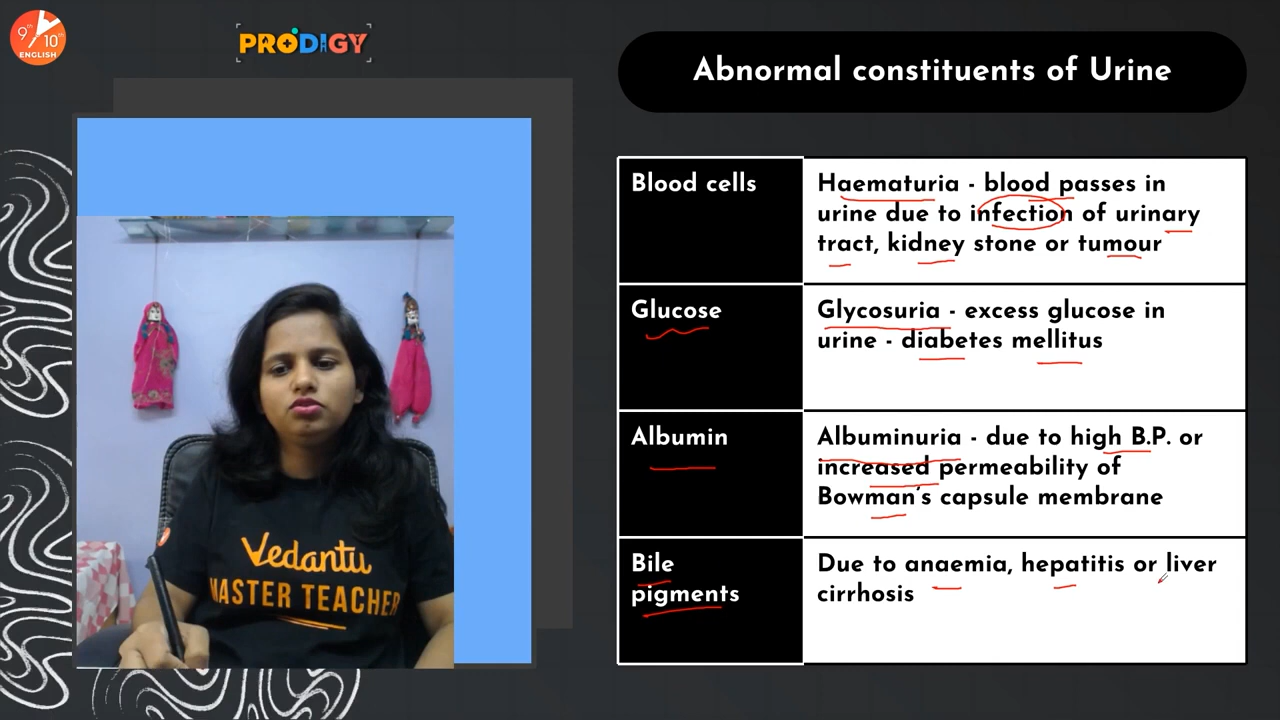 9th
10th
ENGLISH
PRODIGY
Abnormal constituents of Urine
Blood cells
Haematuria - blood passes in
urine due to infection of urinary
tract, kidney stone or tumour
Glucose
Glycosuria - excess glucose in
urine - diabetes mellitus
Albumin
Albuminuria - due to high B.P. or
increased permeability of
Bowman's capsule membrane
Bile
pigments
Due to anaemia, hepatitis or liver
cirrhosis
Vedantu
MASTER TEACHER